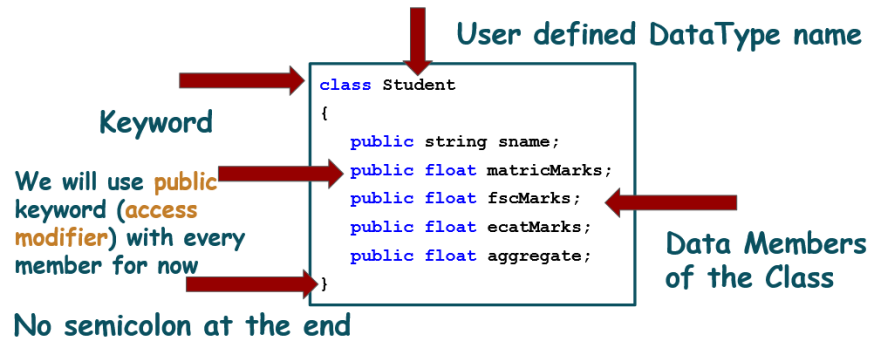 User defined DataType name
class Student
{
public string sname;
public float matricMarks;
public float fscMarks;
public float ecatMarks;
public float aggregate;
}
Keyword
We will use public
keyword (access
modifier) with every
member for now
Data Members
of the Class
No semicolon at the end